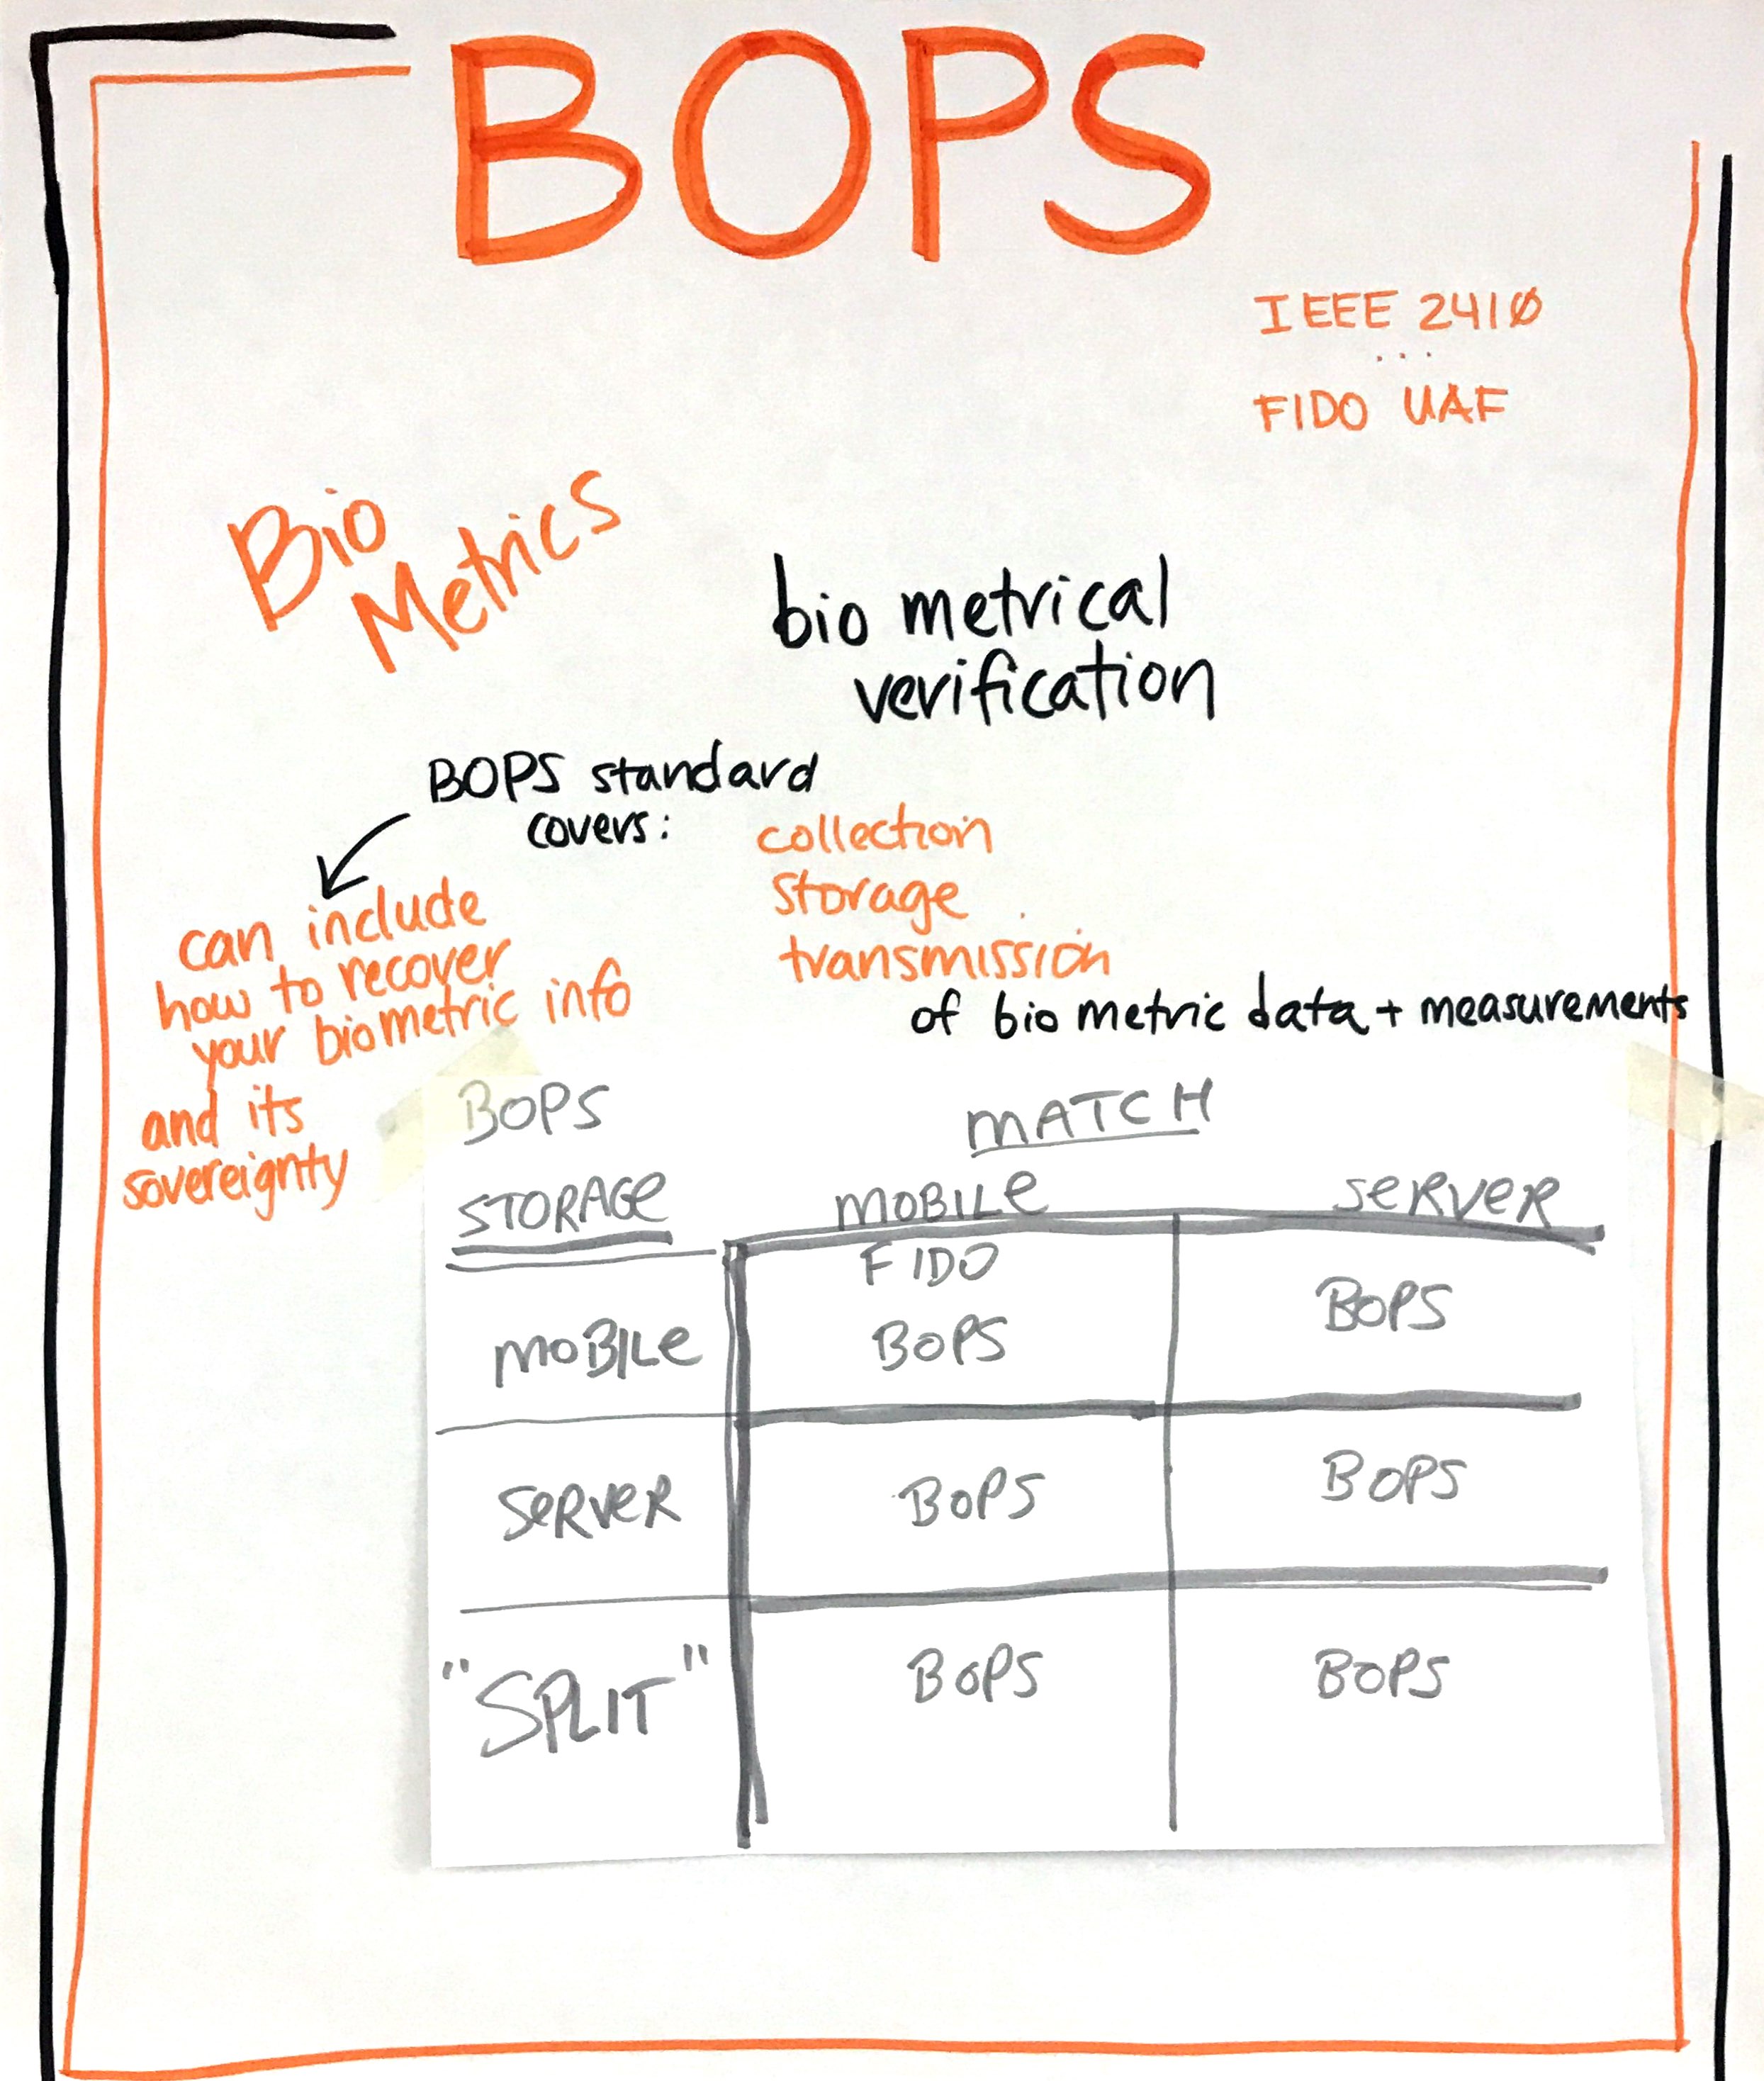 BOPS
IEEE 2410
...
FIDO UAF
Bio
Metrics
bio metrical
verification
BOPS standard
covers:
collection
storage
transmission
of bio metric data + measurements
can include
how to recover
your biometric info
and its
sovereignty
BOPS MATCH
STORAGE MOBILE SERVER
FIDO
MOBILE BOPS BOPS
SERVER BOPS BOPS
"SPLIT" BOPS BOPS